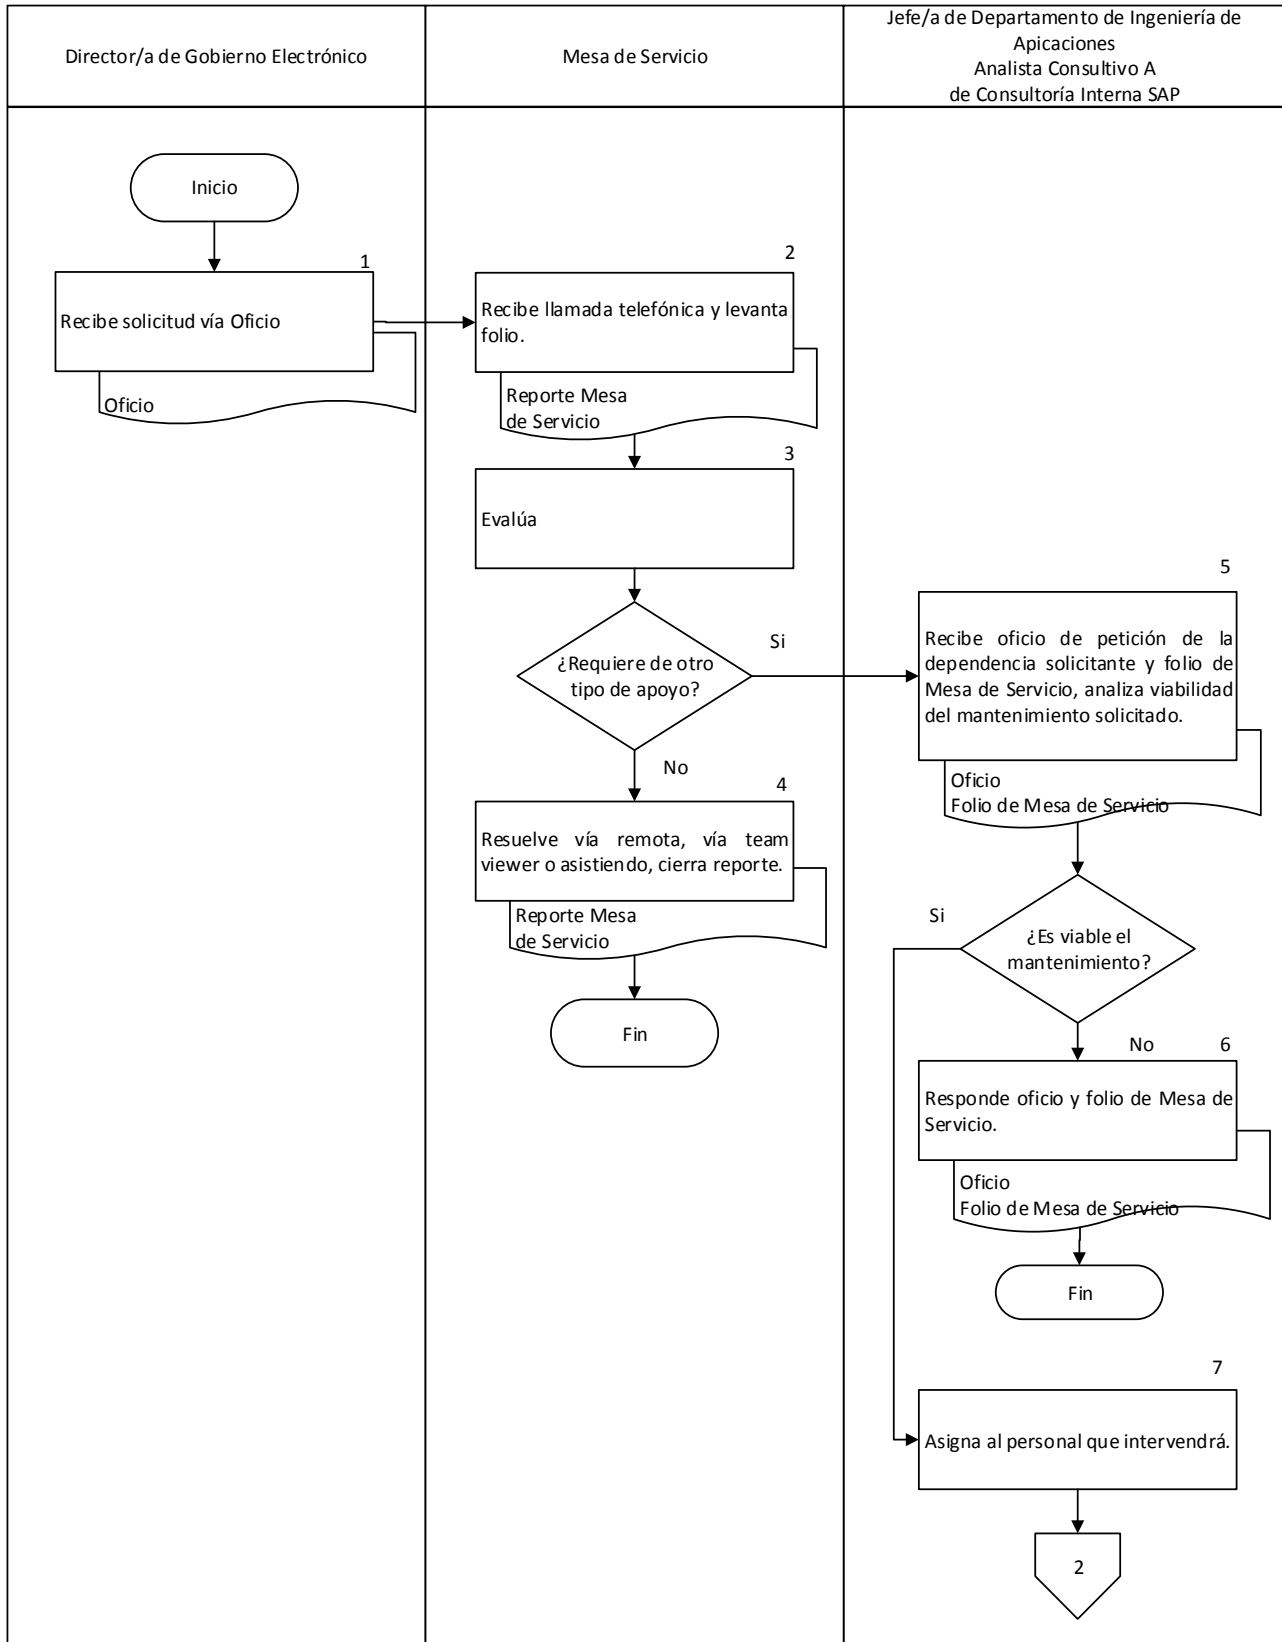 Director/a de Gobierno Electrónico
Mesa de Servicio
Jefe/a de Departamento de Ingeniería de
Apicaciones
Analista Consultivo A
de Consultoría Interna SAP
Inicio
1
Recibe solicitud vía Oficio
Oficio
2
Recibe llamada telefónica y levanta
folio.
Reporte Mesa
de Servicio
3
Evalúa
¿Requiere de otro
tipo de apoyo?
Si
No
4
Resuelve vía remota, vía team
viewer o asistiendo, cierra reporte.
Reporte Mesa
de Servicio
Fin
5
Recibe oficio de petición de la
dependencia solicitante y folio de
Mesa de Servicio, analiza viabilidad
del mantenimiento solicitado.
Oficio
Folio de Mesa de Servicio
¿Es viable el
mantenimiento?
Si
No
6
Responde oficio y folio de Mesa de
Servicio.
Oficio
Folio de Mesa de Servicio
Fin
7
Asigna al personal que intervendrá.
2